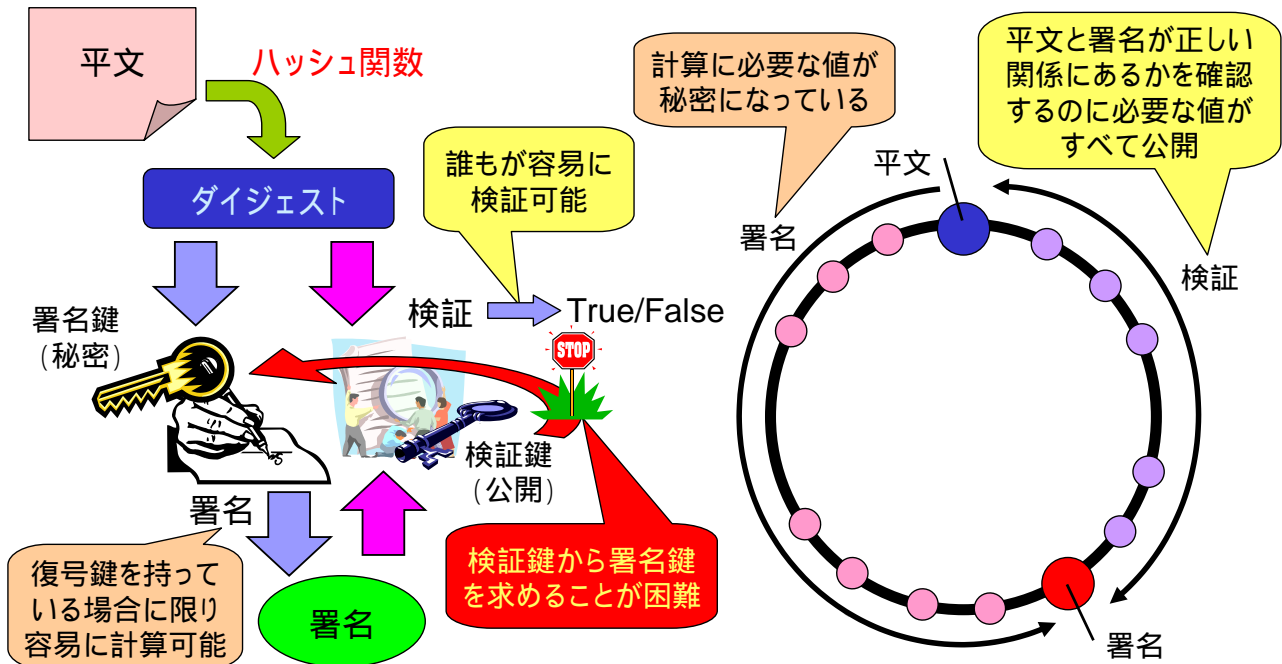 平文
ハッシュ関数
ダイジェスト
誰もが容易に
検証可能
検証
True/False
STOP
署名鍵
(秘密)
検証鍵
(公開)
署名
復号鍵を持って
いる場合に限り
容易に計算可能
署名
検証鍵から署名鍵
を求めることが困難
計算に必要な値が
秘密になっている
平文と署名が正しい
関係にあるかを確認
するのに必要な値が
すべて公開
平文
署名
検証
署名